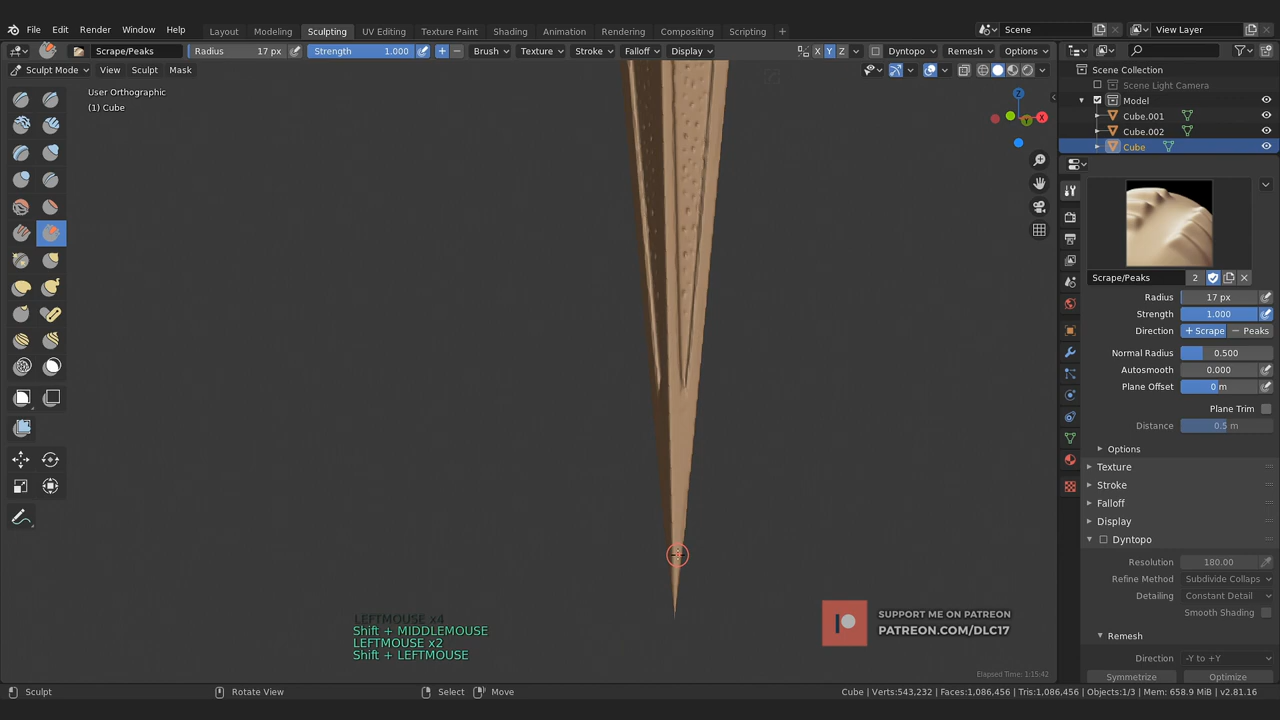 File Edit Render Window Help Layout Modeling Sculpting UV Editing Texture Paint Shading Animation Rendering Compositing Scripting + Scene View Layer
Scrape/Peaks Radius 17 px Strength 1.000 + − Brush Texture Stroke Falloff Display X Y Z Dyntopo Remesh Options
Sculpt Mode View Sculpt Mask
Scene Collection
User Orthographic
Scene Light Camera
(1) Cube
Model
Cube.001
Cube.002
Cube
Z
Y
X
Scrape/Peaks 2
Radius 17 px
Strength 1.000
Direction + Scrape − Peaks
Normal Radius 0.500
Autosmooth 0.000
Plane Offset 0 m
Plane Trim
Distance 0.5 m
Options
Texture
Stroke
Falloff
Display
Dyntopo
Resolution 180.00
Refine Method Subdivide Collaps
Detailing Constant Detail
Smooth Shading
Remesh
Direction -Y to +Y
Symmetrize Optimize
LEFTMOUSE x4
Shift + MIDDLEMOUSE
LEFTMOUSE x2
Shift + LEFTMOUSE
SUPPORT ME ON PATREON
PATREON.COM/DLC17
Elapsed Time: 1:15:42
Sculpt Rotate View Select Move Cube | Verts:543,232 | Faces:1,086,456 | Tris:1,086,456 | Objects:1/3 | Mem: 658.9 MiB | v2.81.16